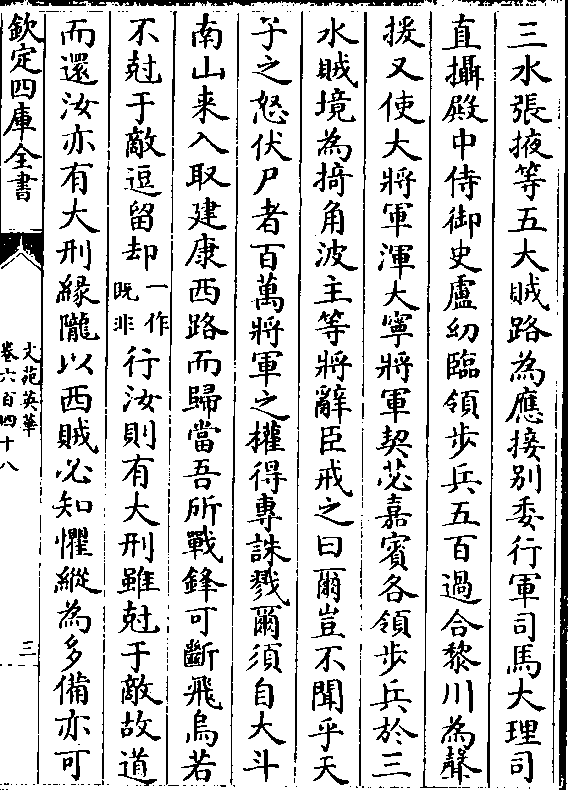 三水張掖等五大賊路為應接别委行軍司馬大理司
直攝殿中侍御史盧幼臨領步兵五百過合黎川為聲
援又使大將軍渾大寧將軍契苾嘉賓各領步兵於三
水賊境為掎角波主等將辭臣戒之曰爾豈不聞乎天
子之怒伏尸者百萬將軍之權得專誅戮爾須自大斗
南山来入取建康西路而歸當吾所戰鋒可斷飛鳥若
不尅于敵逗留却一作既非行汝則有大刑雖尅于敵故道
而還汝亦有大刑緣隴以西賊必知懼縱為多備亦可
欽定四庫全書
文苑英華
卷六百四十八
三